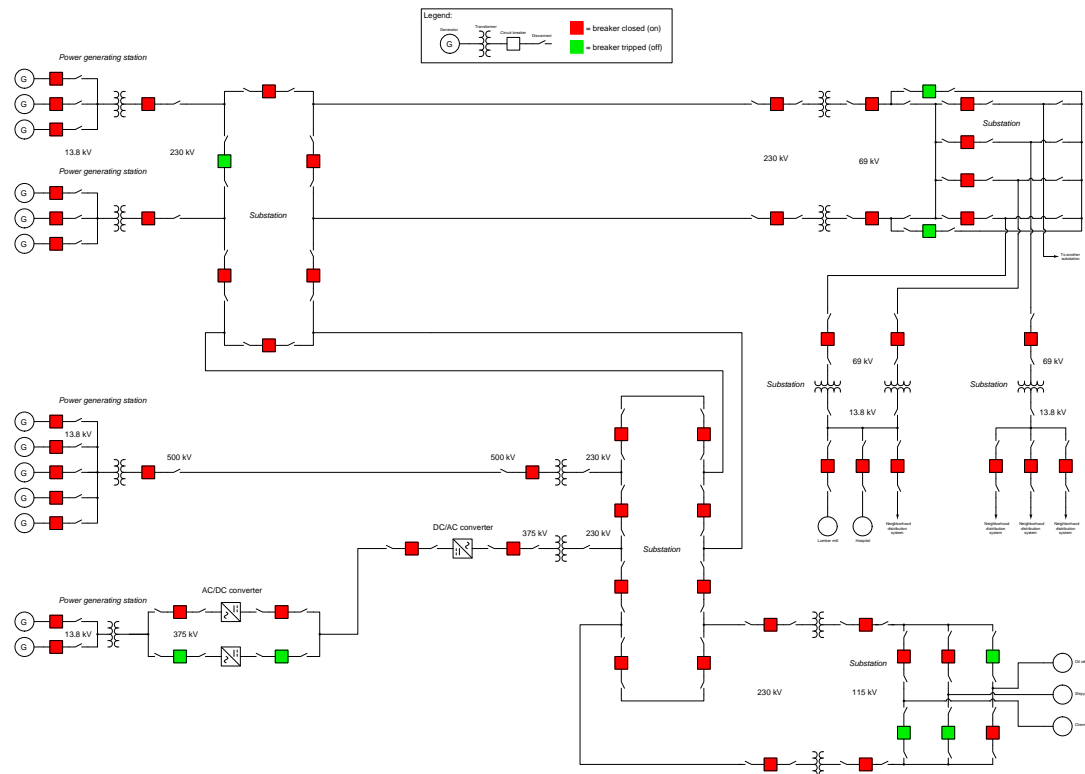 Legend:
Generator
Transformer
Circuit breaker
Disconnect
G
= breaker closed (on)
= breaker tripped (off)
Power generating station
G
G
G
13.8 kV
230 kV
Power generating station
G
G
G
Substation
230 kV
69 kV
Substation
To another
substation
69 kV
Substation
13.8 kV
69 kV
Substation
13.8 kV
Lumber mill
Hospital
Neighborhood
distribution
system
Neighborhood
distribution
system
Neighborhood
distribution
system
Neighborhood
distribution
system
Power generating station
G
G
G
G
G
13.8 kV
500 kV
500 kV
230 kV
DC/AC converter
375 kV
230 kV
Substation
Power generating station
G
G
13.8 kV
AC/DC converter
375 kV
230 kV
115 kV
Substation